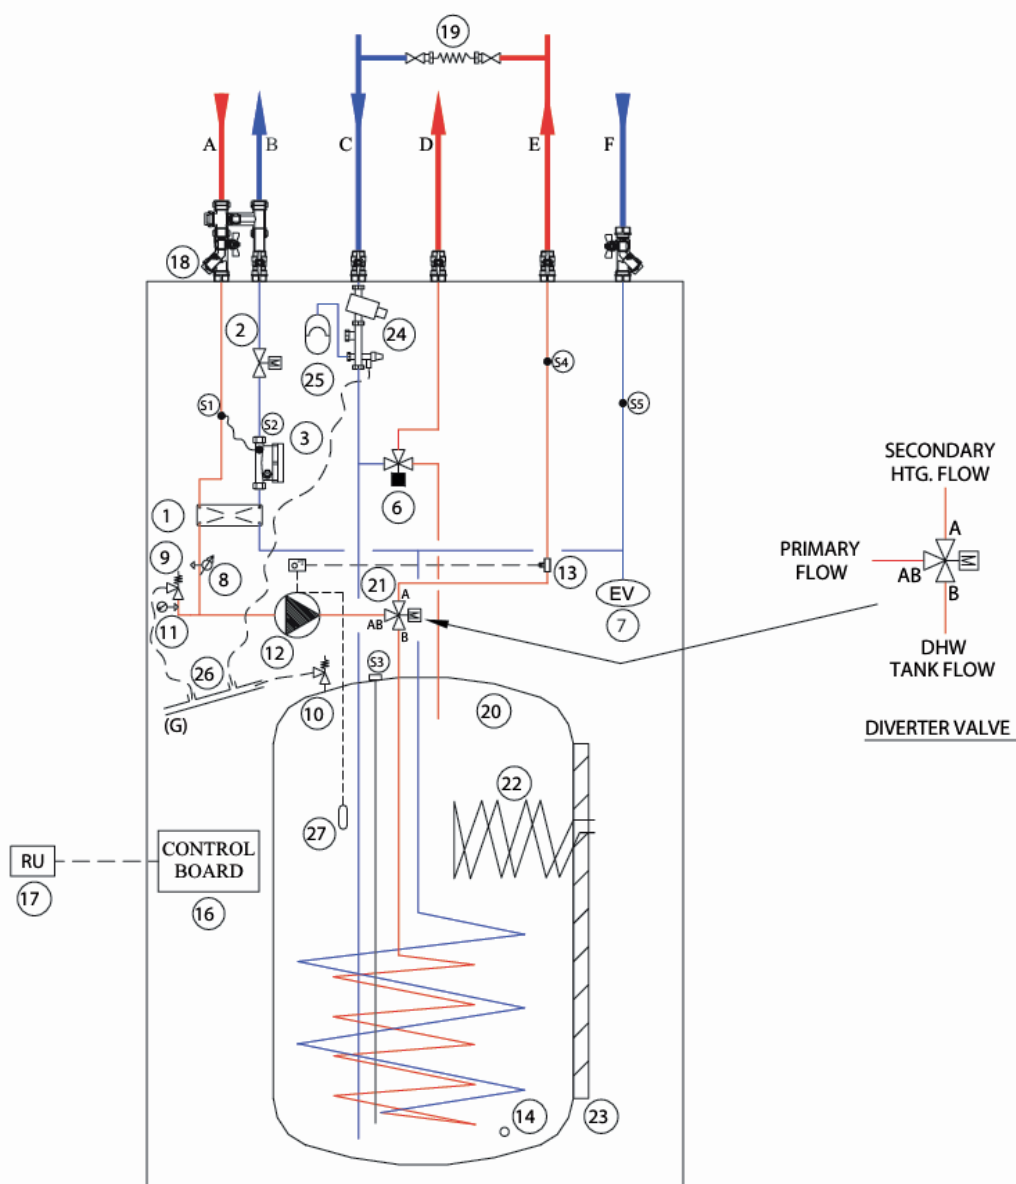 19
A
B
C
D
E
F
18
2
24
25
S4
S5
S1
S2
3
M
SECONDARY
HTG. FLOW
6
1
A
PRIMARY
FLOW
M
AB
B
9
8
21
13
A
EV
7
AB
M
B
11
12
DHW
TANK FLOW
S3
26
(G)
10
20
DIVERTER VALVE
22
27
RU
CONTROL
BOARD
17
16
14
23